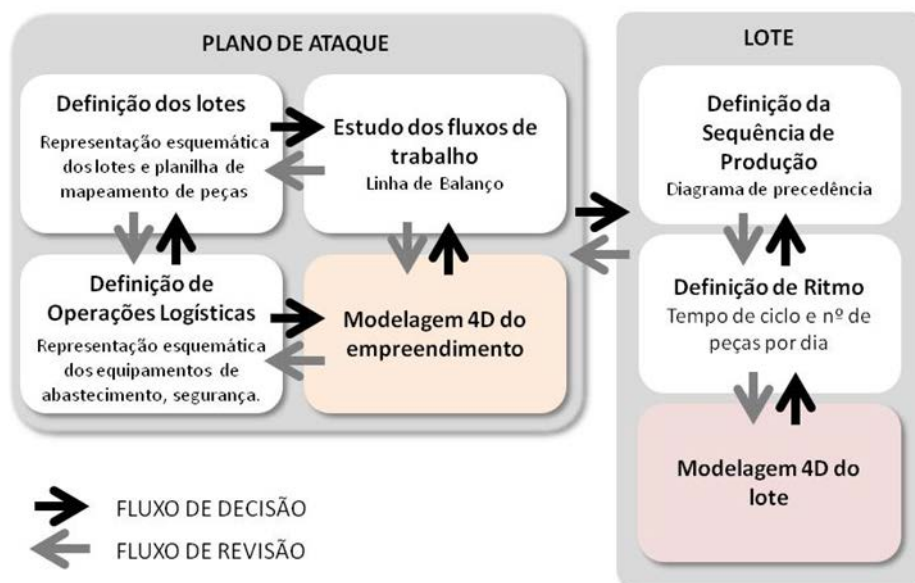 PLANO DE ATAQUE
Definição dos lotes
Representação esquemática
dos lotes e planilha de
mapeamento de peças
Estudo dos fluxos de
trabalho
Linha de Balanço
Definição de
Operações Logísticas
Representação esquemática
dos equipamentos de
abastecimento, segurança.
Modelagem 4D do
empreendimento
LOTE
Definição da
Sequência de
Produção
Diagrama de precedência
Definição de Ritmo
Tempo de ciclo e nº de
peças por dia
Modelagem 4D do
lote
FLUXO DE DECISÃO
FLUXO DE REVISÃO